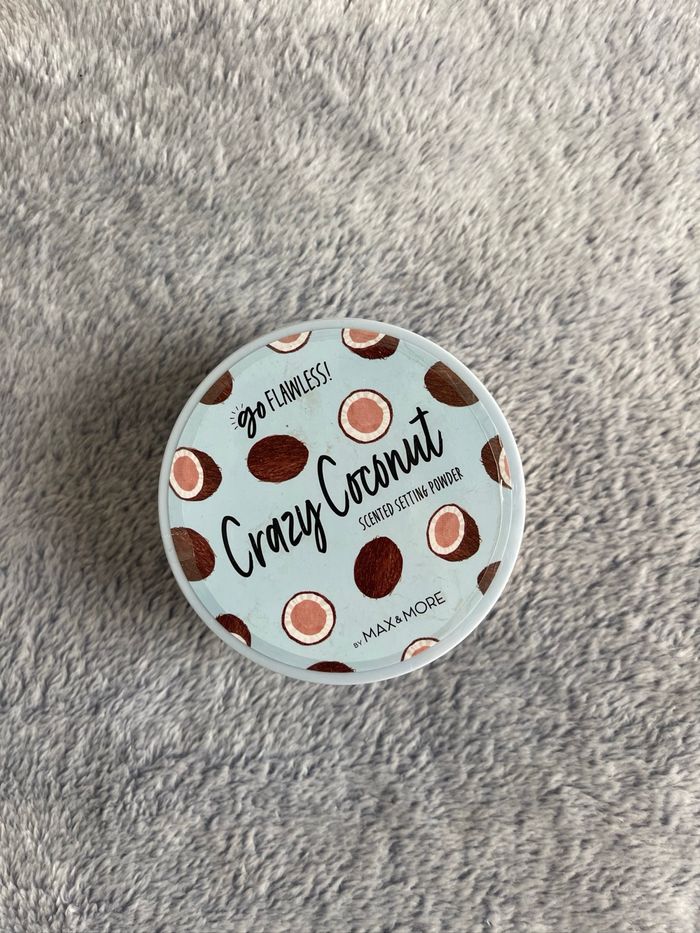 go FLAWLESS!
Crazy Coconut
SCENTED SETTING POWDER
BY MAX&MORE